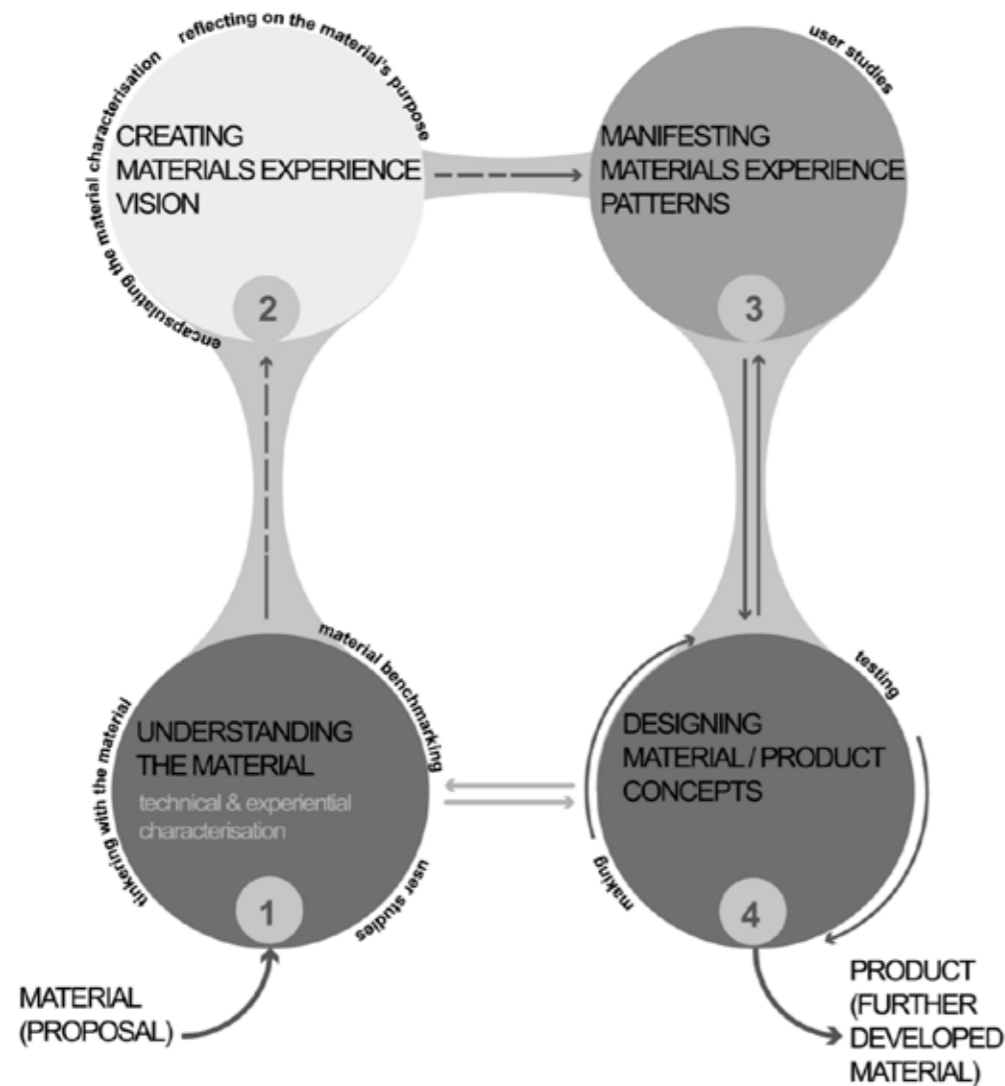 reflecting on the material's purpose
encapsulating the material characterisation
CREATING
MATERIALS EXPERIENCE
VISION
2
user studies
MANIFESTING
MATERIALS EXPERIENCE
PATTERNS
3
tinkering with the material
material benchmarking
user studies
UNDERSTANDING
THE MATERIAL
technical & experiential
characterisation
1
testing
making
DESIGNING
MATERIAL / PRODUCT
CONCEPTS
4
MATERIAL
(PROPOSAL)
PRODUCT
(FURTHER
DEVELOPED
MATERIAL)